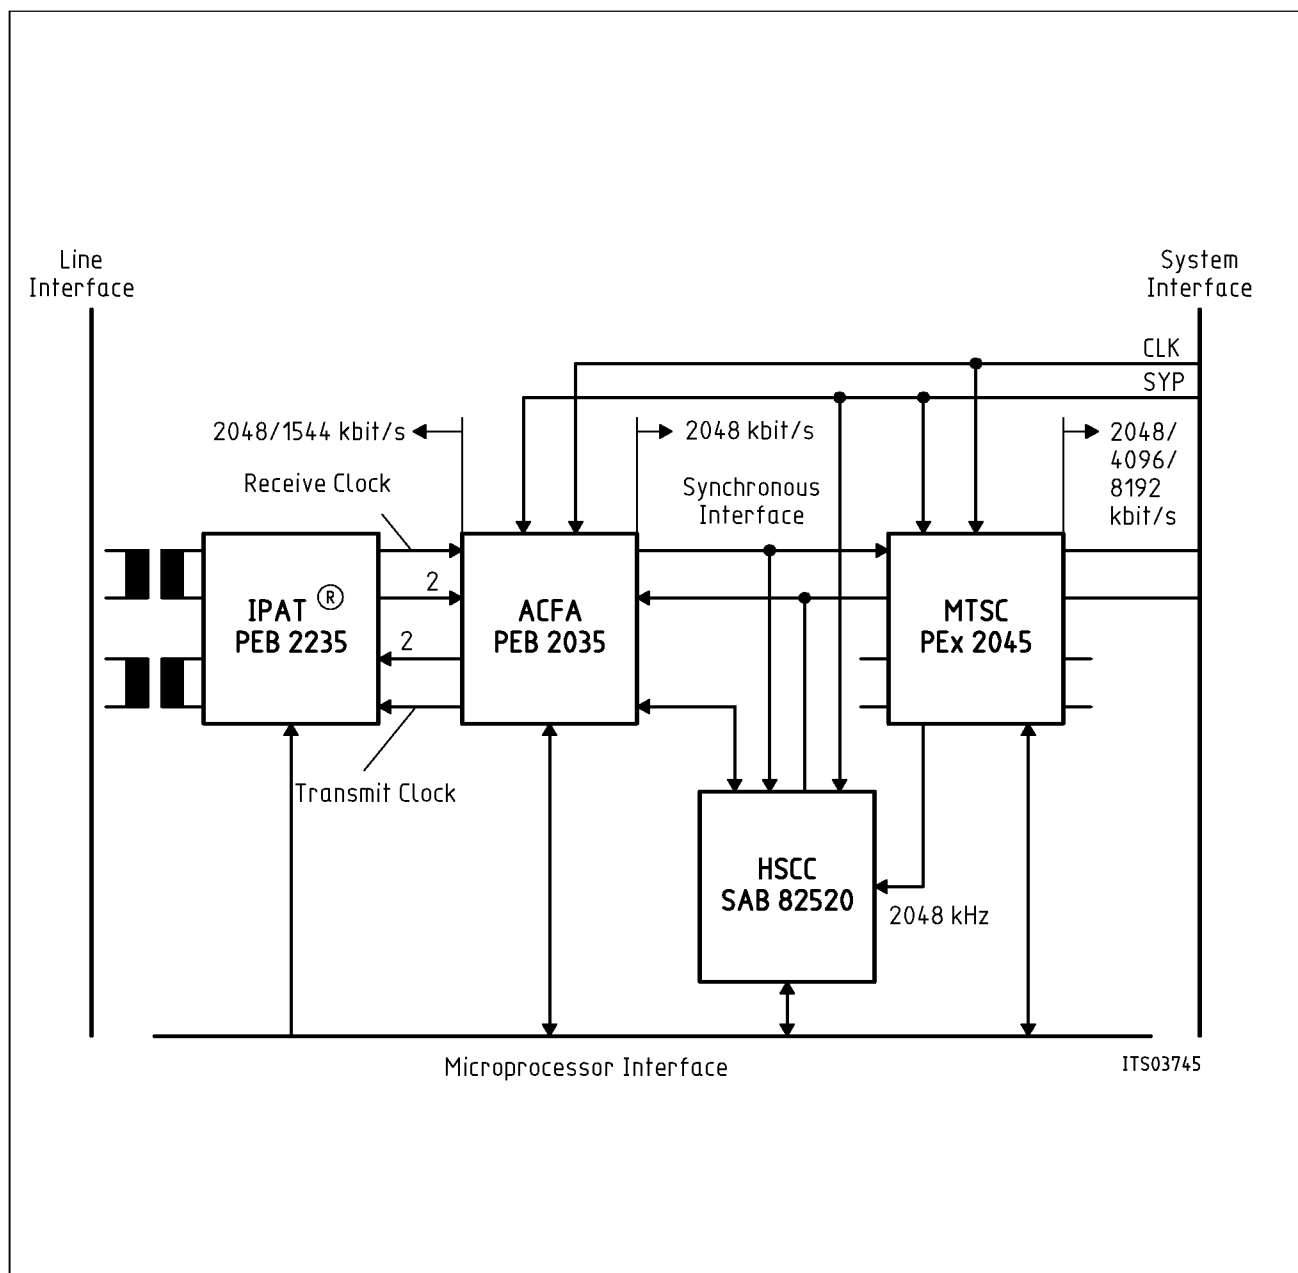 Line
Interface
System
Interface
CLK
SYP
2048/1544 kbit/s
2048 kbit/s
2048/
4096/
8192
kbit/s
Receive Clock
Synchronous
Interface
2
2
IPAT ®
PEB 2235
ACFA
PEB 2035
MTSC
PEx 2045
Transmit Clock
HSCC
SAB 82520
2048 kHz
Microprocessor Interface
ITS03745